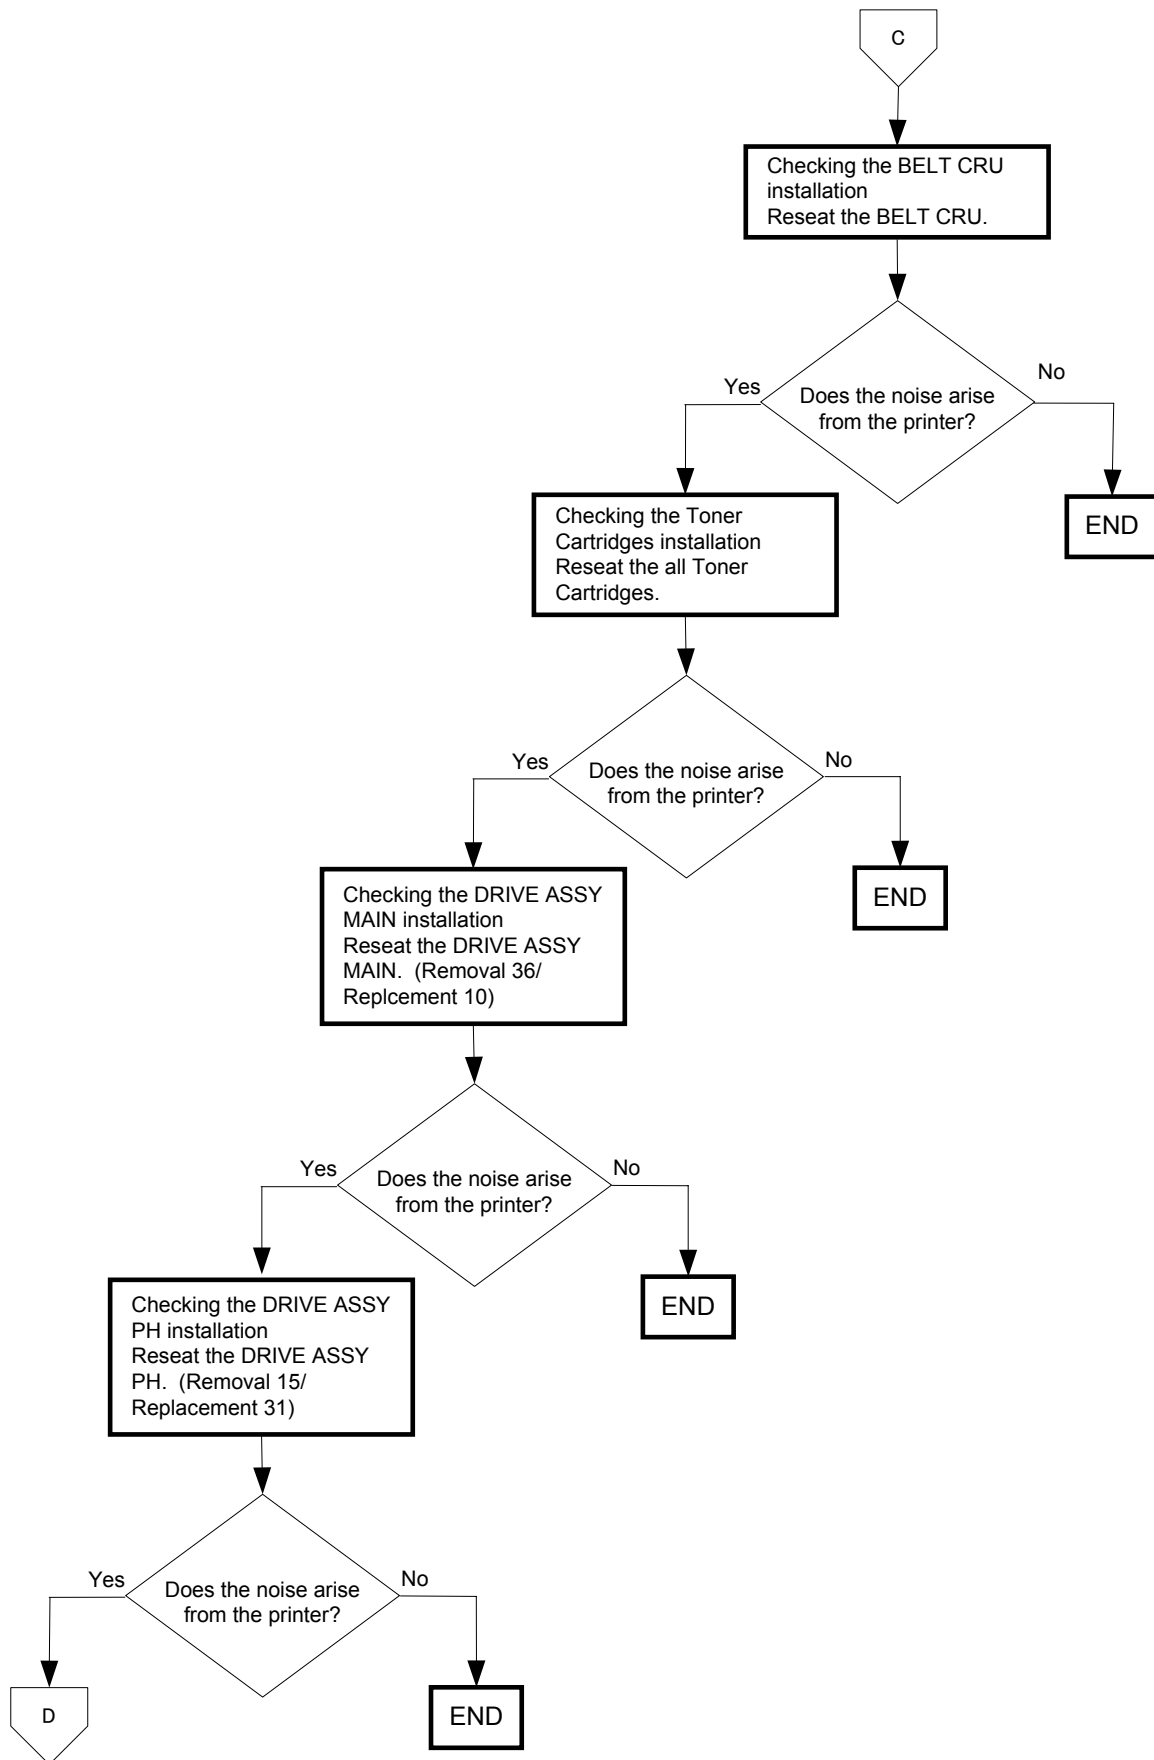 C
Checking the BELT CRU
installation
Reseat the BELT CRU.
Does the noise arise
from the printer?
Yes
No
END
Checking the Toner
Cartridges installation
Reseat the all Toner
Cartridges.
Does the noise arise
from the printer?
Yes
No
END
Checking the DRIVE ASSY
MAIN installation
Reseat the DRIVE ASSY
MAIN.  (Removal 36/
Replcement 10)
Does the noise arise
from the printer?
Yes
No
END
Checking the DRIVE ASSY
PH installation
Reseat the DRIVE ASSY
PH.  (Removal 15/
Replacement 31)
Does the noise arise
from the printer?
Yes
No
D
END